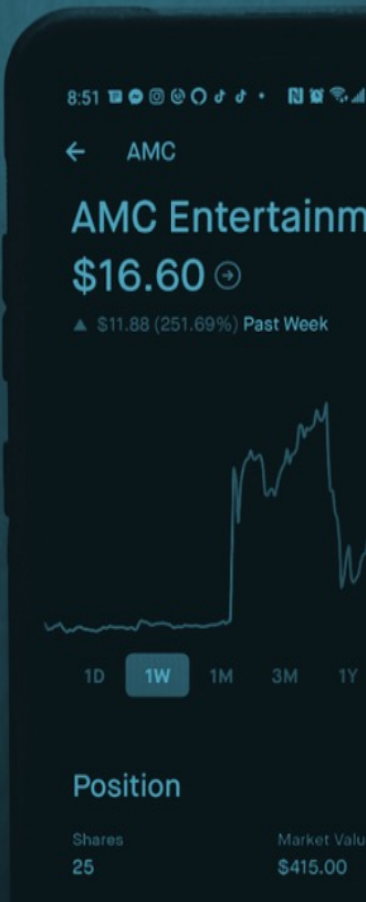 8:51
← AMC
AMC Entertainm
$16.60
▲ $11.88 (251.69%) Past Week
1D 1W 1M 3M 1Y
Position
Shares Market Valu
25 $415.00